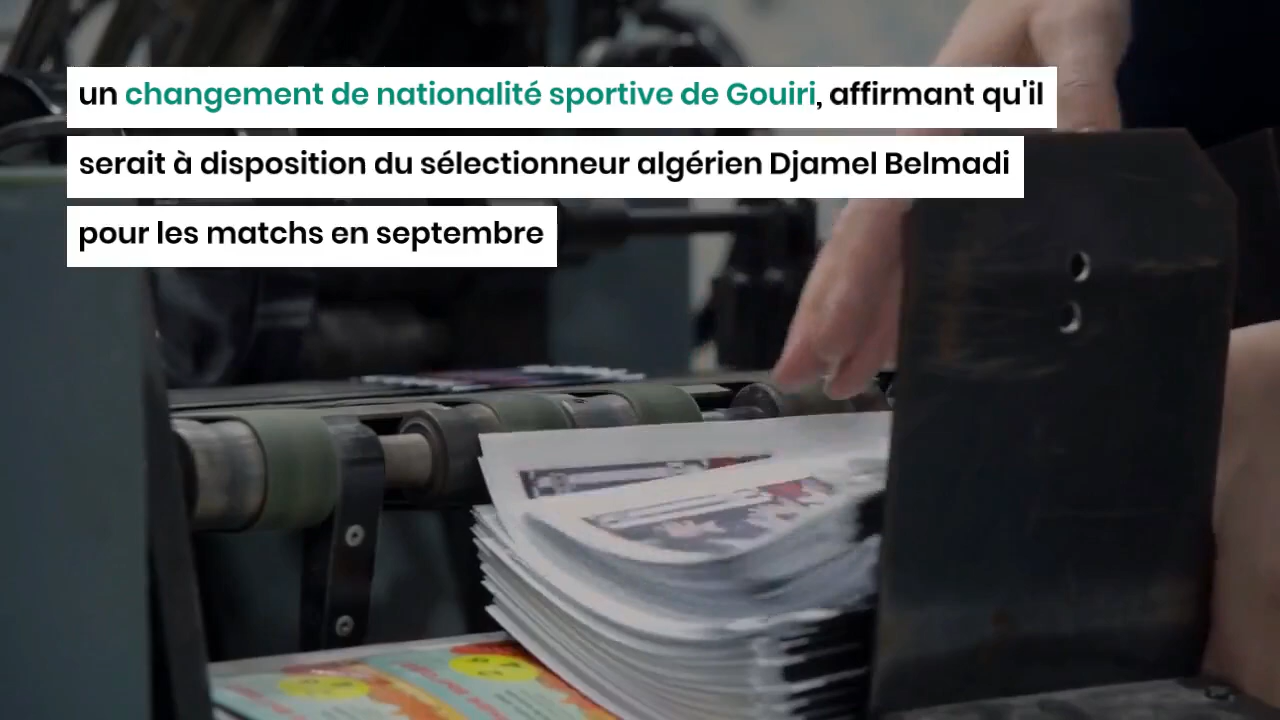 un changement de nationalité sportive de Gouiri, affirmant qu'il
serait à disposition du sélectionneur algérien Djamel Belmadi
pour les matchs en septembre